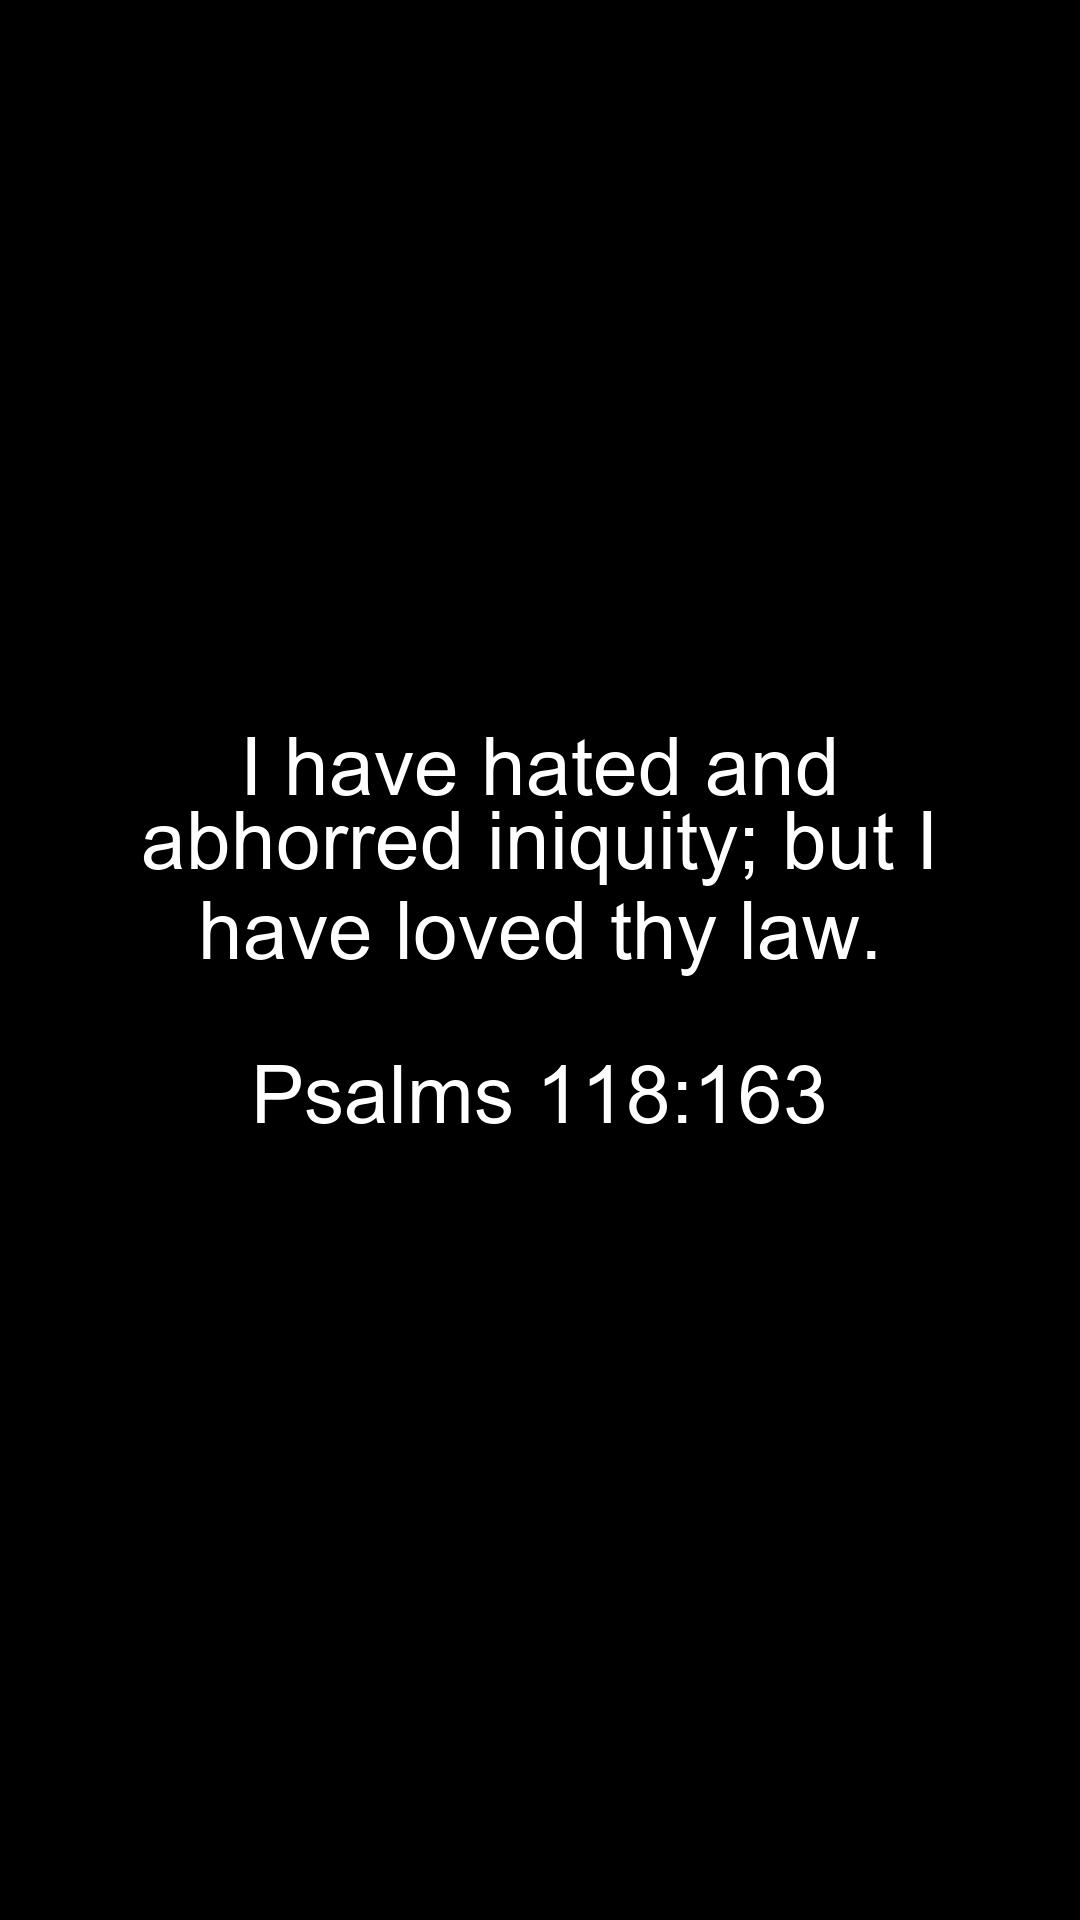 I have hated and
abhorred iniquity; but I
have loved thy law.
Psalms 118:163